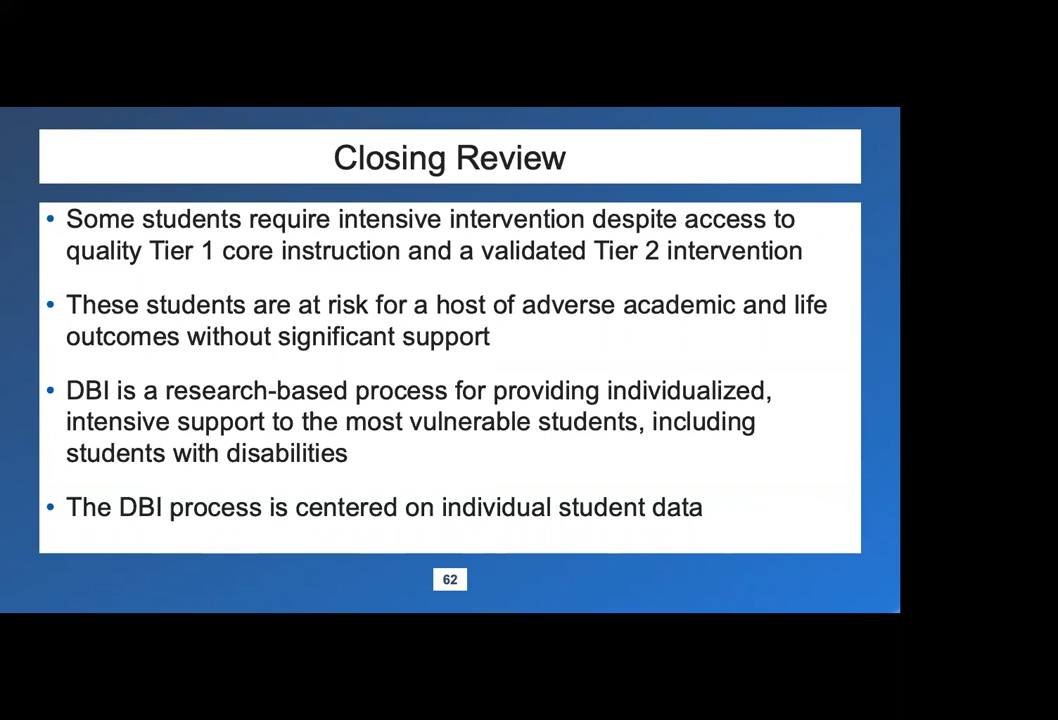 Closing Review
• Some students require intensive intervention despite access to
quality Tier 1 core instruction and a validated Tier 2 intervention
• These students are at risk for a host of adverse academic and life
outcomes without significant support
• DBI is a research-based process for providing individualized,
intensive support to the most vulnerable students, including
students with disabilities
• The DBI process is centered on individual student data
62